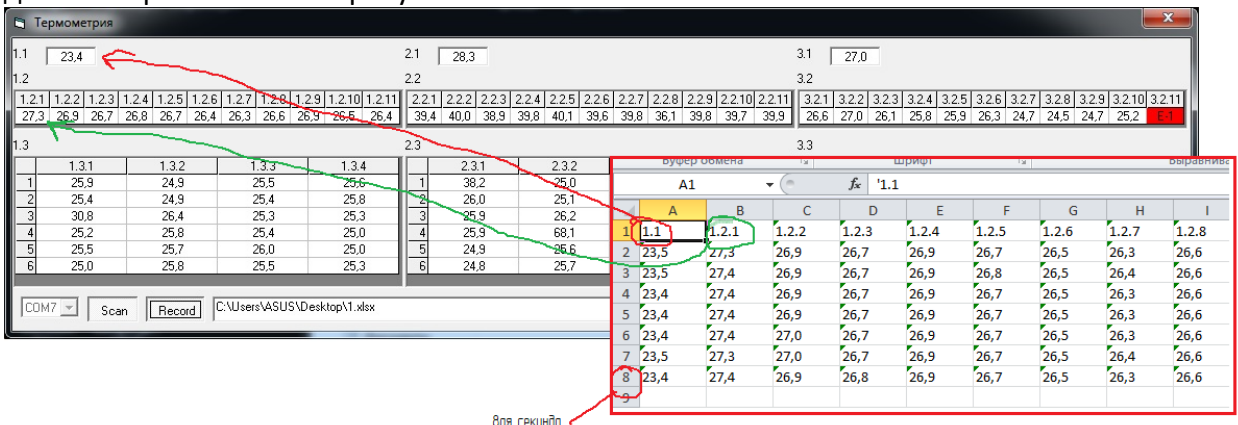 Термометрия
1.1 23,4 2.1 28,3 3.1 27,0
1.2 2.2 3.2
1.2.1 1.2.2 1.2.3 1.2.4 1.2.5 1.2.6 1.2.7 1.2.8 1.2.9 1.2.10 1.2.11 2.2.1 2.2.2 2.2.3 2.2.4 2.2.5 2.2.6 2.2.7 2.2.8 2.2.9 2.2.10 2.2.11 3.2.1 3.2.2 3.2.3 3.2.4 3.2.5 3.2.6 3.2.7 3.2.8 3.2.9 3.2.10 3.2.11
27,3 26,9 26,7 26,8 26,7 26,4 26,3 26,6 26,9 26,6 26,4 39,4 40,0 38,9 39,8 40,1 39,6 39,8 36,1 39,8 39,7 39,9 26,6 27,0 26,1 25,8 25,9 26,3 24,7 24,5 24,7 25,2 E-1
1.3 2.3 3.3
1.3.1 1.3.2 1.3.3 1.3.4 2.3.1 2.3.2
1 25,9 24,9 25,5 25,6 1 38,2 25,0
2 25,4 24,9 25,4 25,8 2 26,0 25,1
3 30,8 26,4 25,3 25,3 3 25,9 26,2
4 25,2 25,8 25,4 25,0 4 25,9 68,1
5 25,5 25,7 26,0 25,0 5 24,9 25,6
6 25,0 25,8 25,5 25,3 6 24,8 25,7
COM7 Scan Record C:\Users\ASUS\Desktop\1.xlsx
Буфер обмена Шрифт
A1 fx '1.1
A B C D E F G H I
1 1.1 1.2.1 1.2.2 1.2.3 1.2.4 1.2.5 1.2.6 1.2.7 1.2.8
2 23,5 27,3 26,9 26,7 26,9 26,7 26,5 26,3 26,6
3 23,5 27,4 26,9 26,7 26,9 26,8 26,5 26,4 26,6
4 23,4 27,4 26,9 26,7 26,9 26,7 26,5 26,3 26,6
5 23,4 27,4 26,9 26,7 26,9 26,7 26,5 26,3 26,6
6 23,4 27,4 27,0 26,7 26,9 26,7 26,5 26,3 26,6
7 23,5 27,3 27,0 26,7 26,9 26,7 26,5 26,4 26,6
8 23,4 27,4 26,9 26,8 26,9 26,7 26,5 26,3 26,6
9